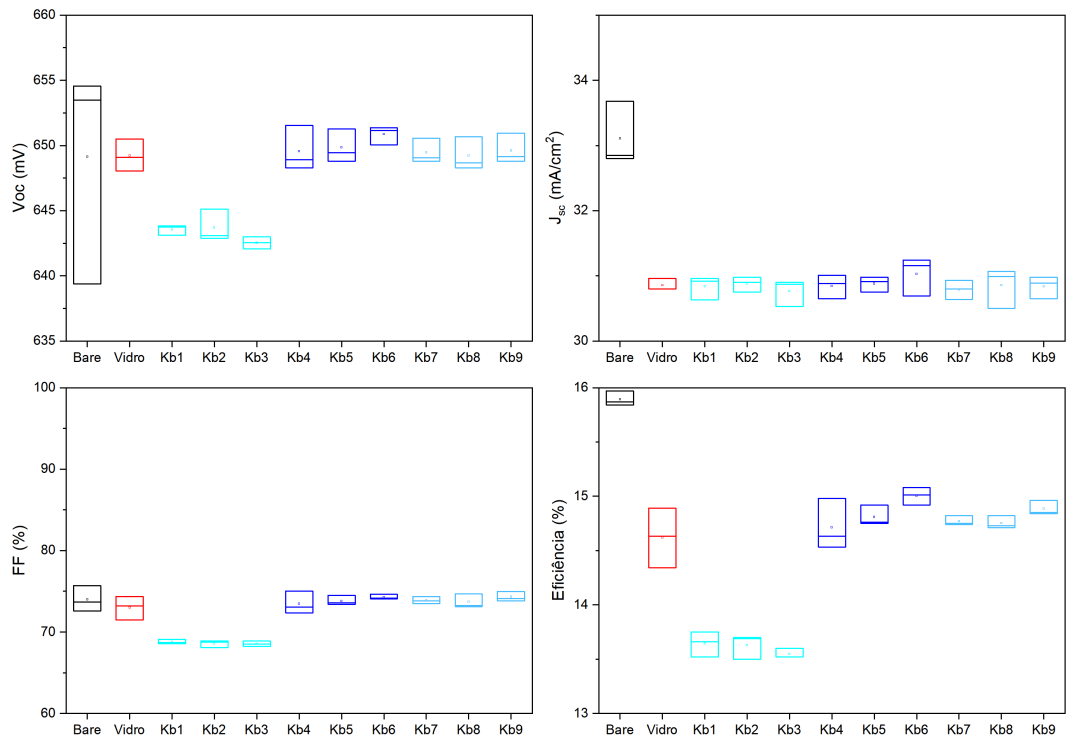 660
655
650
645
640
635
Voc (mV)
Bare Vidro Kb1 Kb2 Kb3 Kb4 Kb5 Kb6 Kb7 Kb8 Kb9
34
32
30
Jsc (mA/cm²)
Bare Vidro Kb1 Kb2 Kb3 Kb4 Kb5 Kb6 Kb7 Kb8 Kb9
100
90
80
70
60
FF (%)
Bare Vidro Kb1 Kb2 Kb3 Kb4 Kb5 Kb6 Kb7 Kb8 Kb9
16
15
14
13
Eficiência (%)
Bare Vidro Kb1 Kb2 Kb3 Kb4 Kb5 Kb6 Kb7 Kb8 Kb9